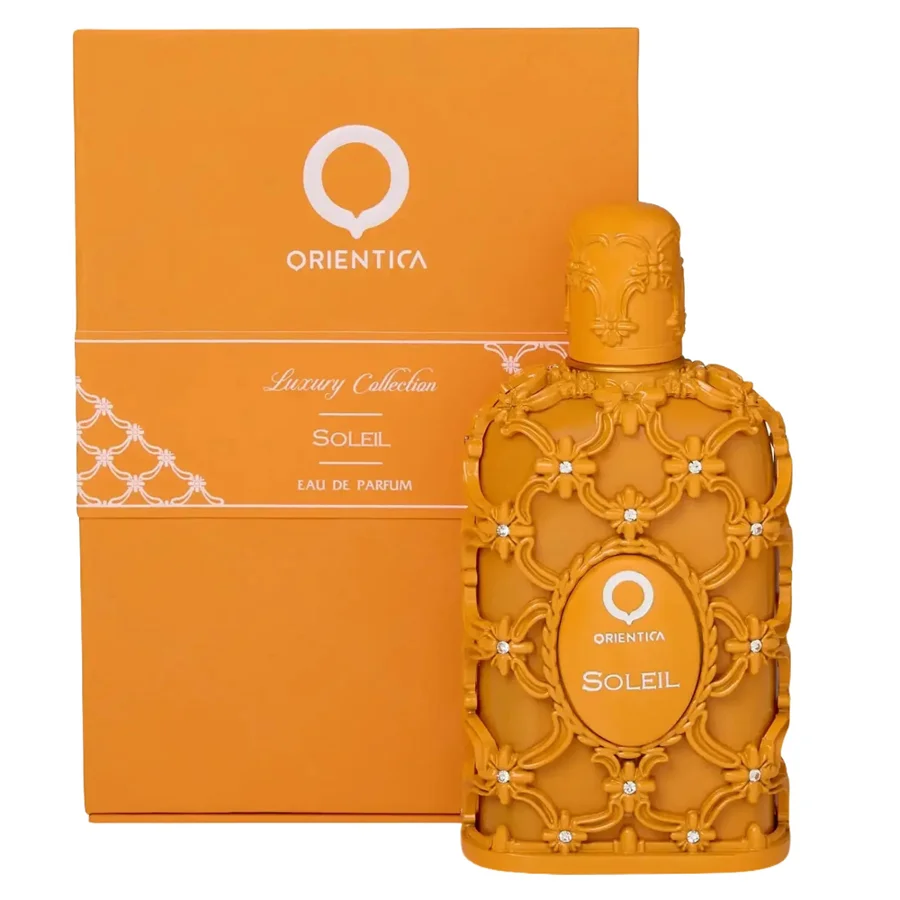 ORIENTICA
Luxury Collection
SOLEIL
EAU DE PARFUM
ORIENTICA
SOLEIL